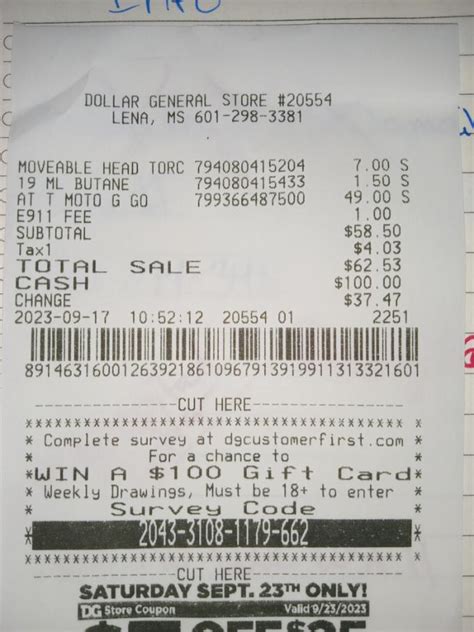 DOLLAR GENERAL STORE #20554
LENA, MS 601-298-3381
MOVEABLE HEAD TORC 794080415204 7.00 S
19 ML BUTANE 794080415433 1.50 S
AT T MOTO G GO 799366487500 49.00 S
E911 FEE 1.00
SUBTOTAL $58.50
Tax1 $4.03
TOTAL SALE $62.53
CASH $100.00
CHANGE $37.47
2023-09-17 10:52:12 20554 01 2251
89146316001263921861096791391991131332​1601
CUT HERE
* Complete survey at dgcustomerfirst.com *
* For a chance to *
*WIN A $100 Gift Card*
* Weekly Drawings, Must be 18+ to enter *
* Survey Code *
2043-3108-1179-662
CUT HERE
SATURDAY SEPT. 23TH ONLY!
DG Store Coupon Valid 9/23/2023